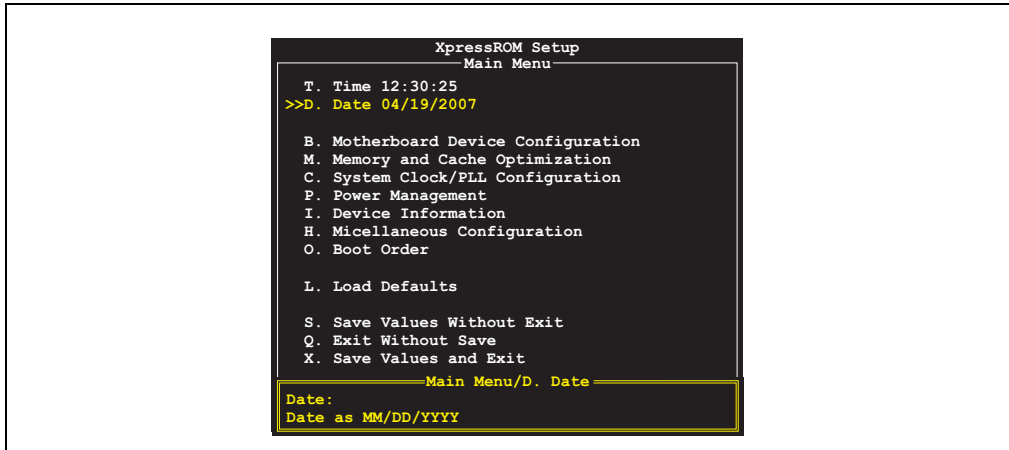 XpressROM Setup
Main Menu
T. Time 12:30:25
>>D. Date 04/19/2007
B. Motherboard Device Configuration
M. Memory and Cache Optimization
C. System Clock/PLL Configuration
P. Power Management
I. Device Information
H. Micellaneous Configuration
O. Boot Order
L. Load Defaults
S. Save Values Without Exit
Q. Exit Without Save
X. Save Values and Exit
Main Menu/D. Date
Date:
Date as MM/DD/YYYY